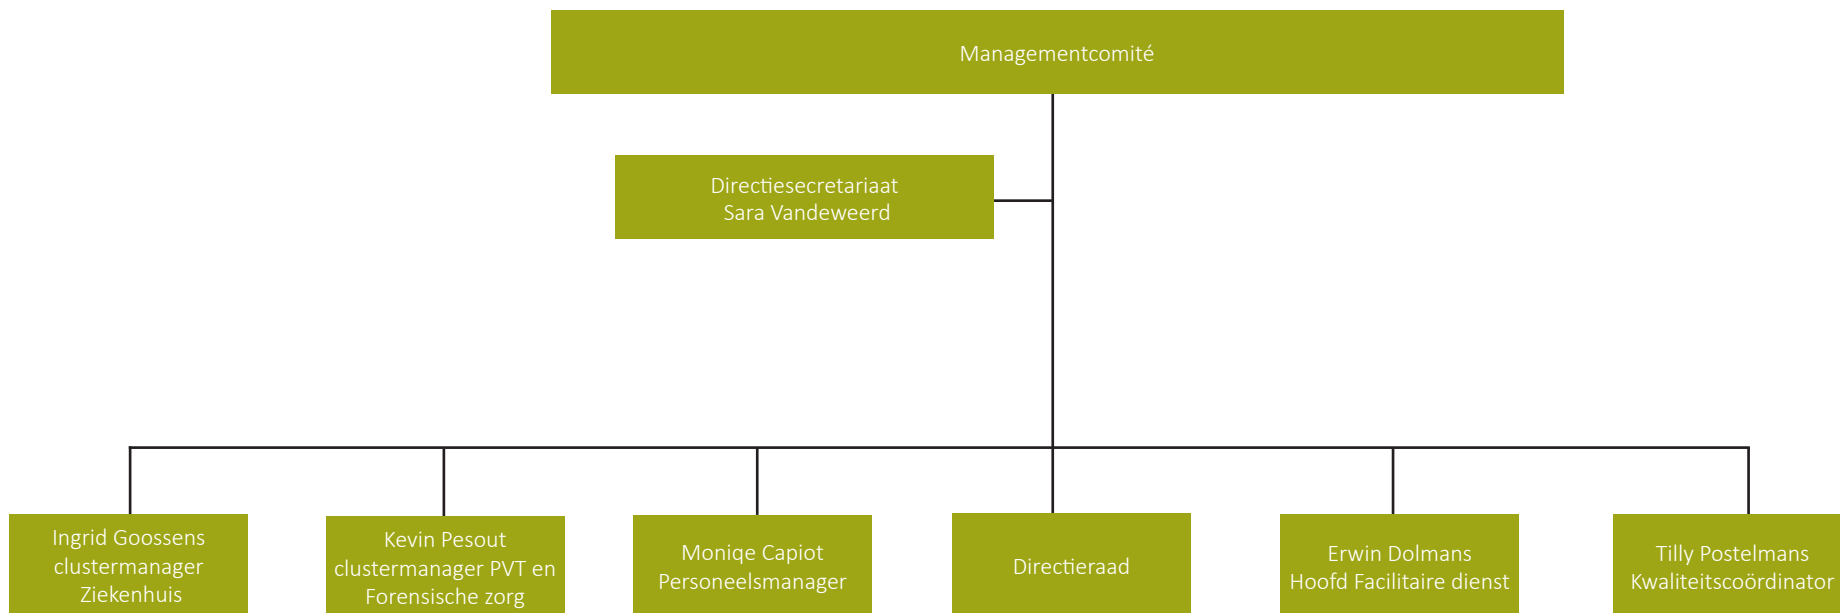 Managementcomité
Directiesecretariaat
Sara Vandeweerd
Ingrid Goossens
clustermanager
Ziekenhuis
Kevin Pesout
clustermanager PVT en
Forensische zorg
Moniqe Capiot
Personeelsmanager
Directieraad
Erwin Dolmans
Hoofd Facilitaire dienst
Tilly Postelmans
Kwaliteitscoördinator